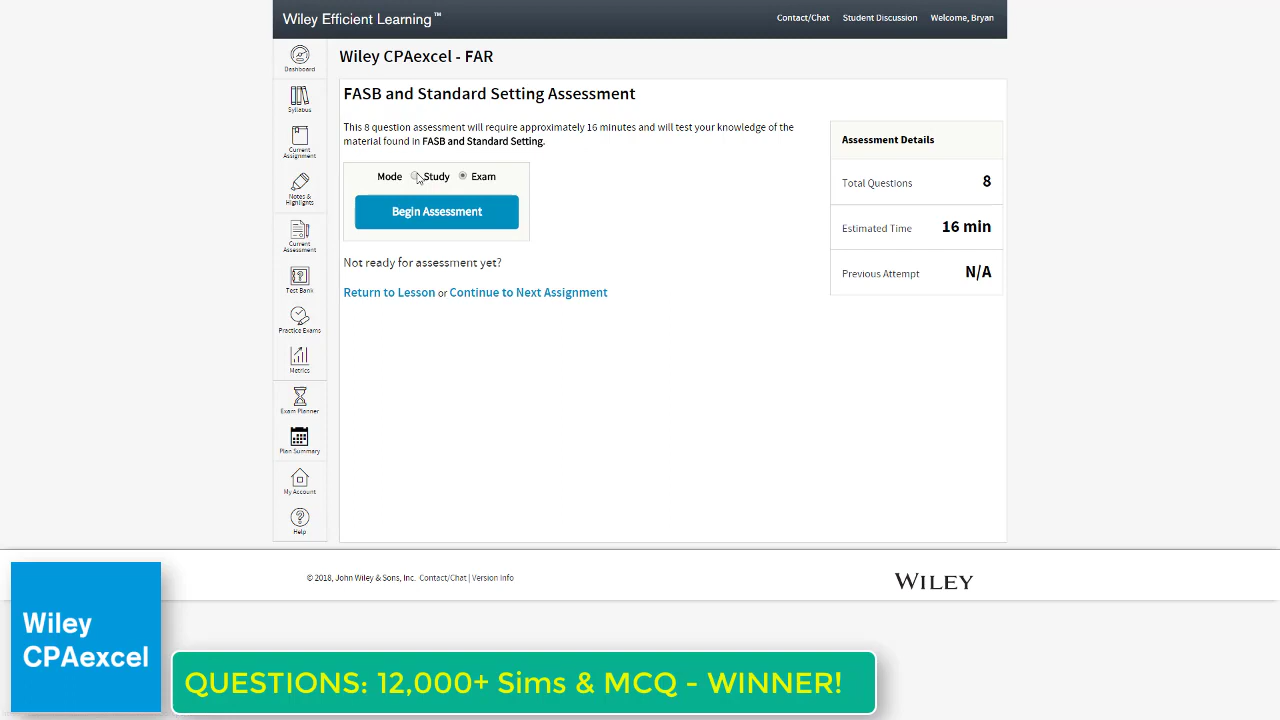 Wiley Efficient Learning™
Contact/Chat Student Discussion Welcome, Bryan
Dashboard
Syllabus
Current
Assignment
Notes &
Highlights
Current
Assessment
Test Bank
Practice Exams
Metrics
Exam Planner
Plan Summary
My Account
Help
Wiley CPAexcel - FAR
FASB and Standard Setting Assessment
This 8 question assessment will require approximately 16 minutes and will test your knowledge of the
material found in FASB and Standard Setting.
Mode Study Exam
Begin Assessment
Not ready for assessment yet?
Return to Lesson or Continue to Next Assignment
Assessment Details
Total Questions 8
Estimated Time 16 min
Previous Attempt N/A
© 2018, John Wiley & Sons, Inc. Contact/Chat | Version Info
WILEY
Wiley
CPAexcel
QUESTIONS: 12,000+ Sims & MCQ - WINNER!